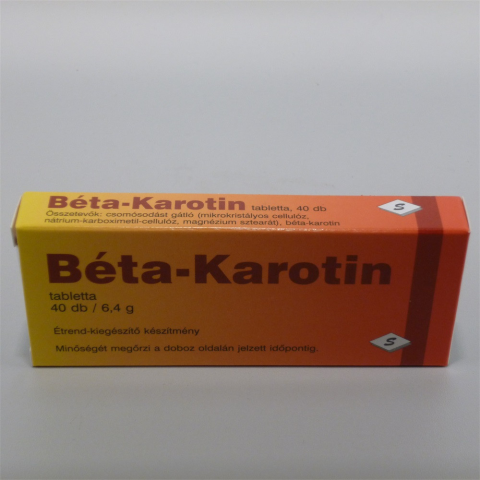 Béta-Karotin tabletta, 40 db
Összetevők: csomósodást gátló (mikrokristályos cellulóz,
nátrium-karboximetil-cellulóz, magnézium sztearát), béta-karotin
S
Béta-Karotin
tabletta
40 db / 6,4 g
Étrend-kiegészítő készítmény
Minőségét megőrzi a doboz oldalán jelzett időpontig.
S